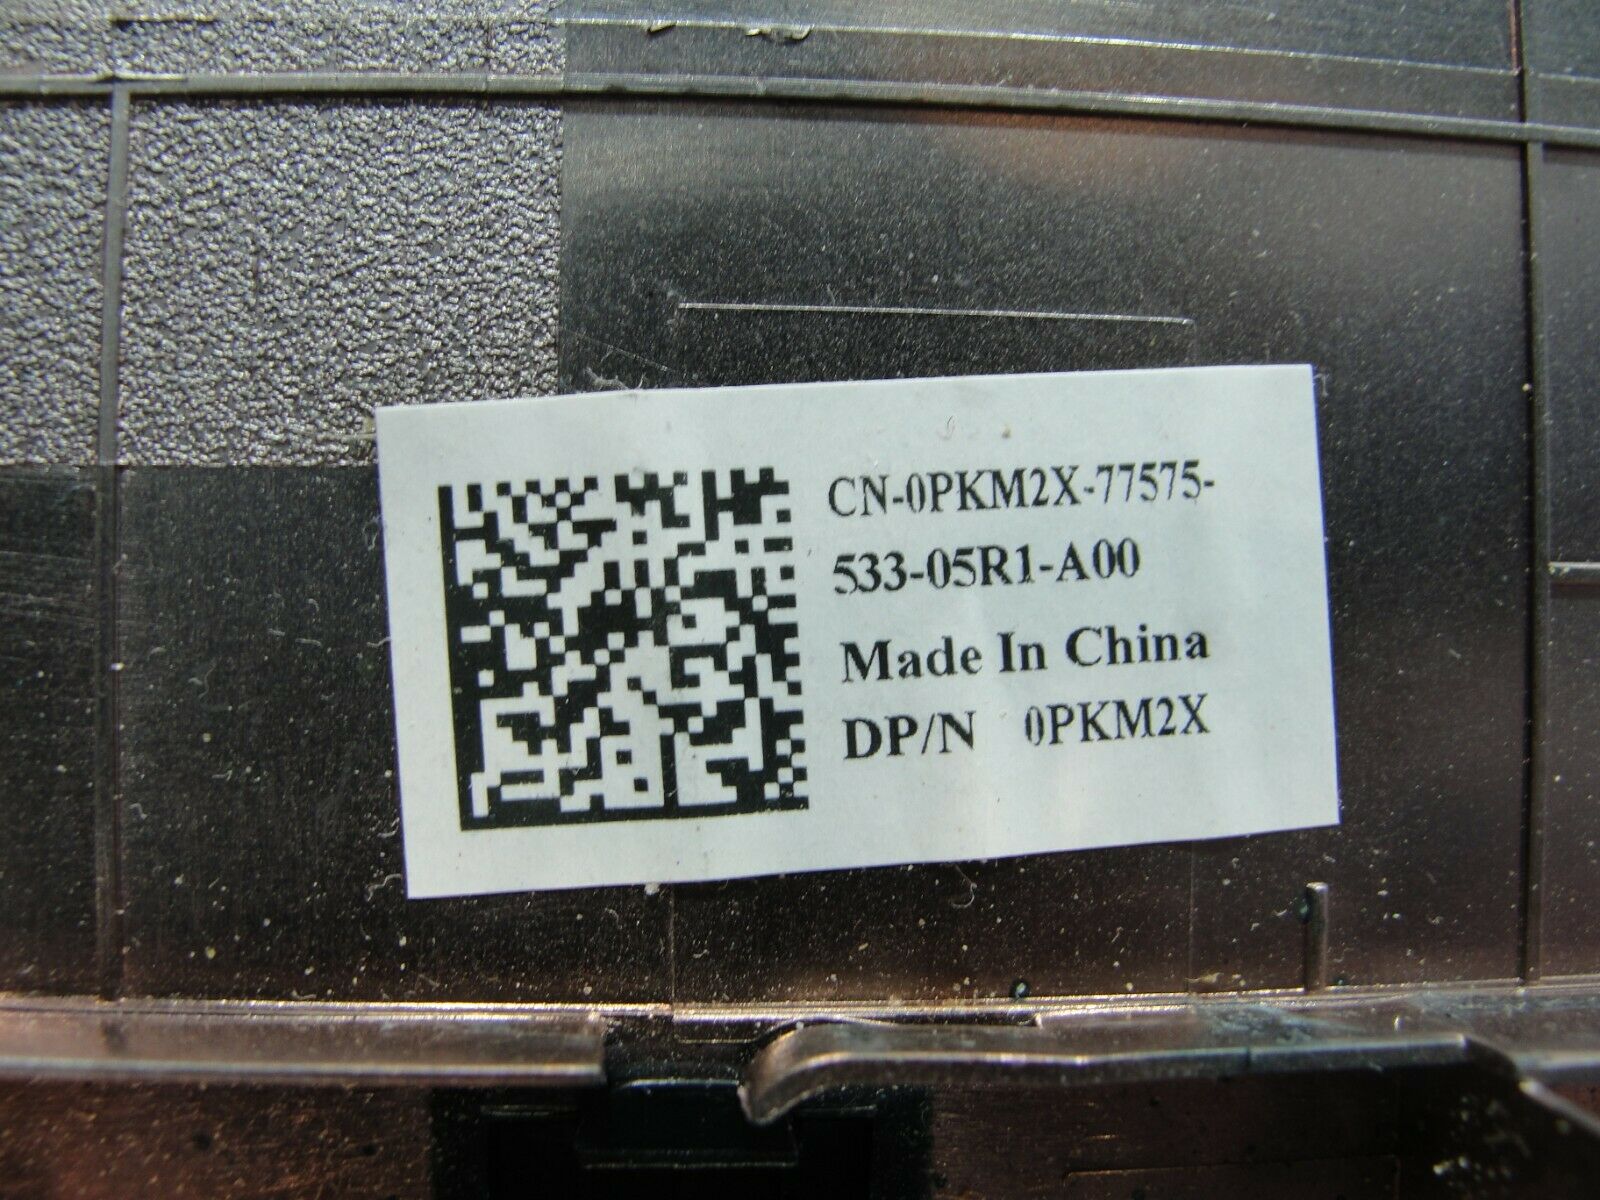 CN-0PKM2X-77575-
533-05R1-A00
Made In China
DP/N 0PKM2X